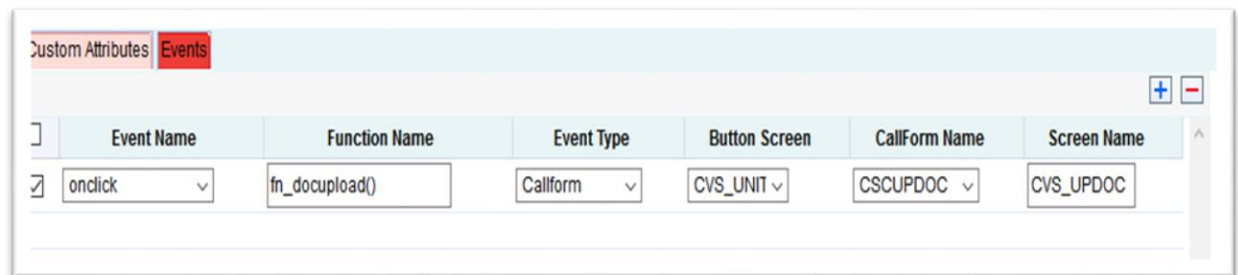 Custom Attributes Events
Event Name Function Name Event Type Button Screen CallForm Name Screen Name
onclick fn_docupload() Callform CVS_UNIT CSCUPDOC CVS_UPDOC